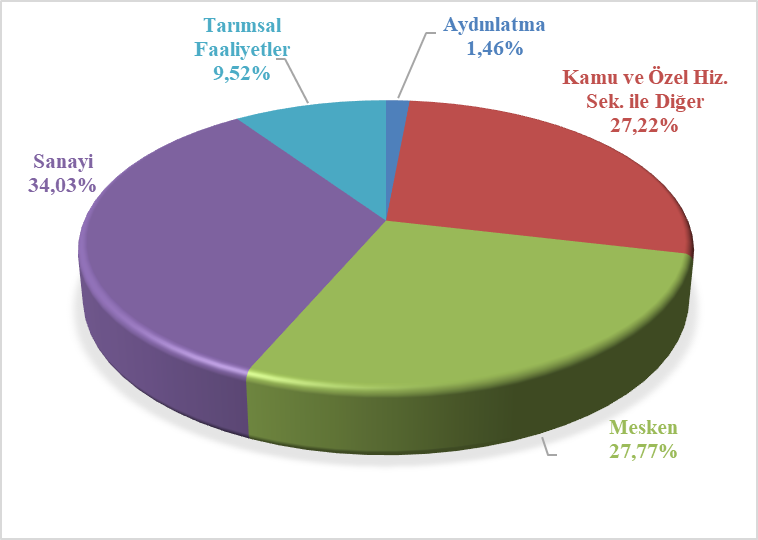 Tarımsal
Faaliyetler
9,52%
Aydınlatma
1,46%
Kamu ve Özel Hiz.
Sek. ile Diğer
27,22%
Sanayi
34,03%
Mesken
27,77%